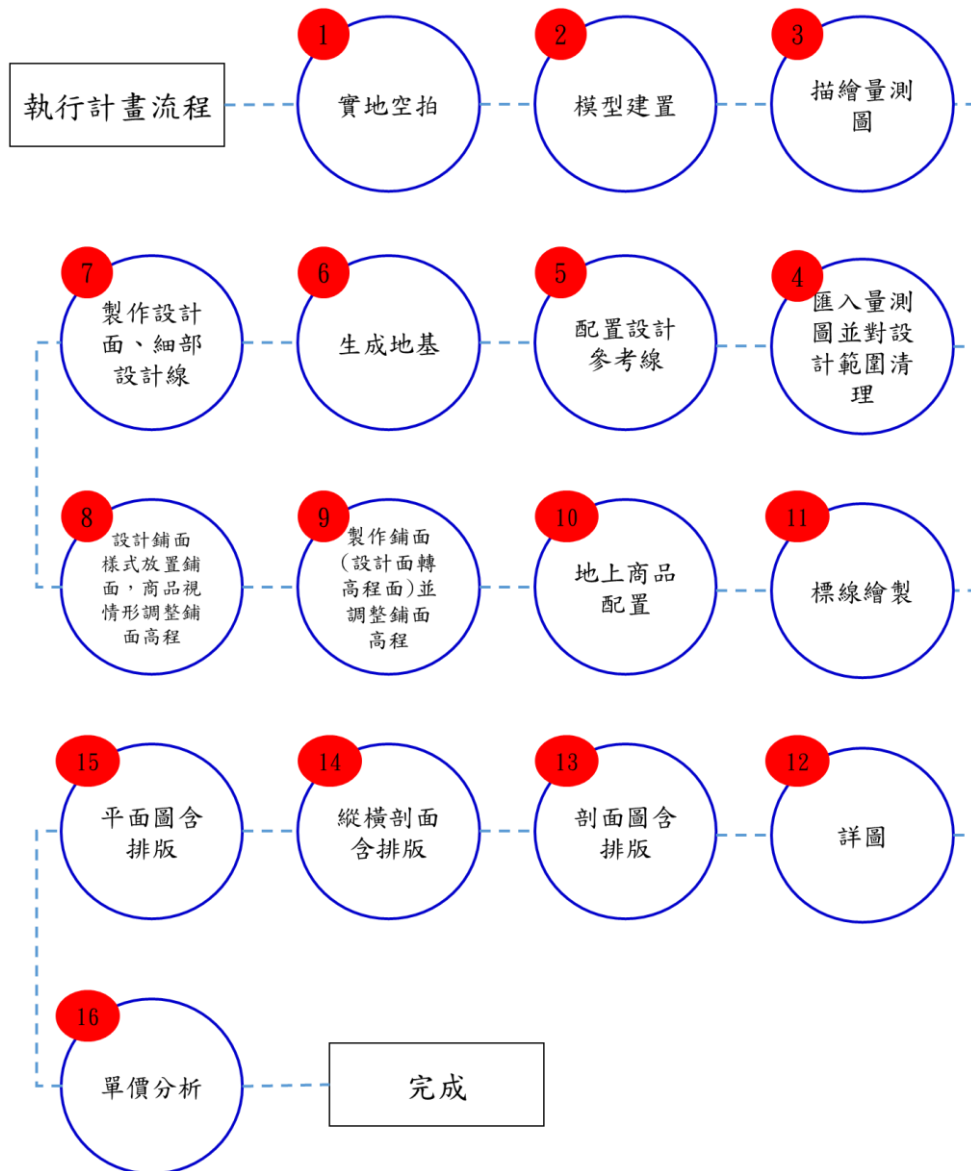 執行計畫流程
1
實地空拍
2
模型建置
3
描繪量測
圖
4
匯入量測
圖並對設
計範圍清
理
5
配置設計
參考線
6
生成地基
7
製作設計
面、細部
設計線
8
設計鋪面
樣式放置鋪
面，商品視
情形調整鋪
面高程
9
製作鋪面
(設計面轉
高程面)並
調整鋪面
高程
10
地上商品
配置
11
標線繪製
12
詳圖
13
剖面圖含
排版
14
縱橫剖面
含排版
15
平面圖含
排版
16
單價分析
完成